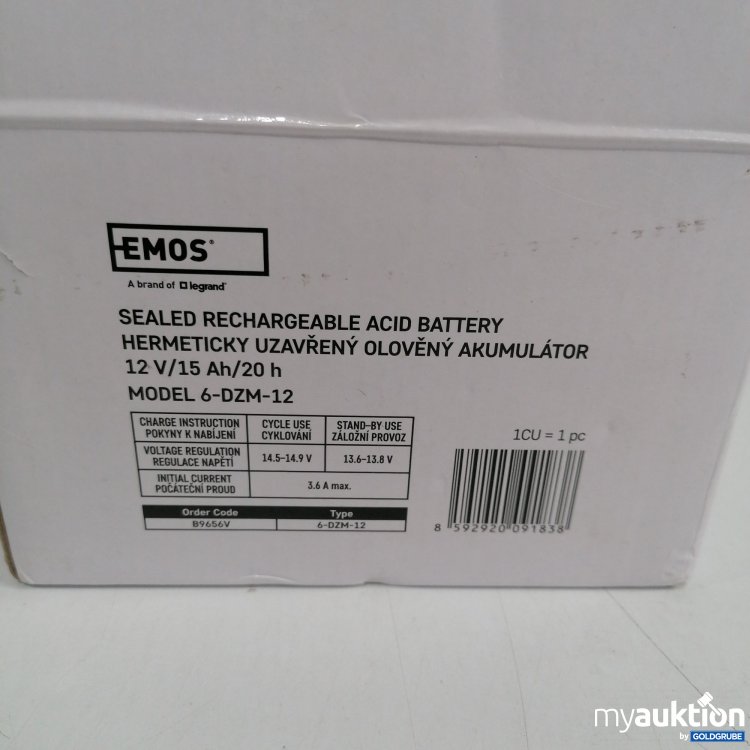 EMOS®
A brand of legrand®
SEALED RECHARGEABLE ACID BATTERY
HERMETICKY UZAVŘENÝ OLOVĚNÝ AKUMULÁTOR
12 V/15 Ah/20 h
MODEL 6-DZM-12
CHARGE INSTRUCTION CYCLE USE STAND-BY USE
POKYNY K NABÍJENÍ CYKLOVÁNÍ ZÁLOŽNÍ PROVOZ
VOLTAGE REGULATION 14.5–14.9 V 13.6–13.8 V
REGULACE NAPĚTÍ
INITIAL CURRENT 3.6 A max.
POČÁTEČNÍ PROUD
Order Code Type
B9656V 6-DZM-12
1CU = 1 pc
8 592920 091838
myauktion
by GOLDGRUBE